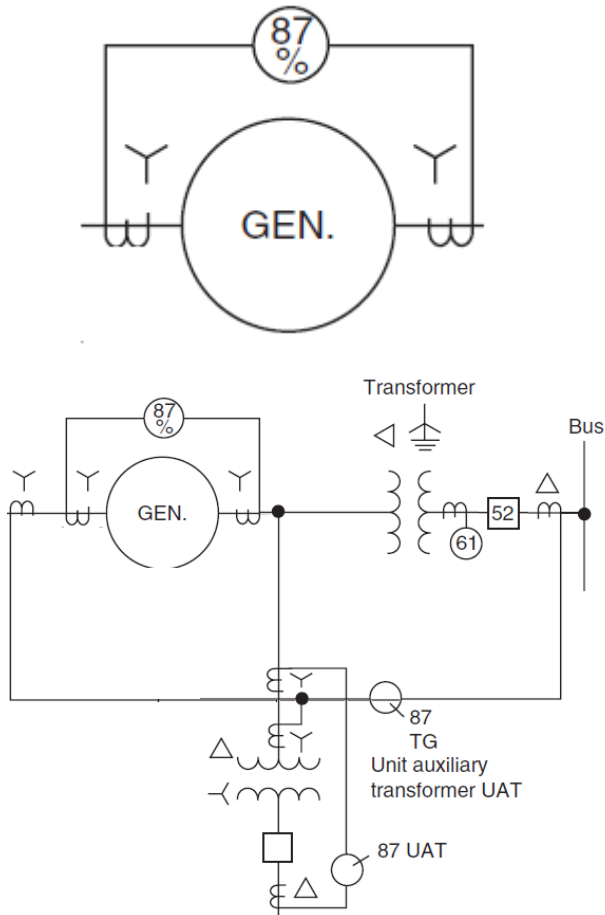 87
%
GEN.
Transformer
Bus
87
%
GEN.
52
61
87
TG
Unit auxiliary
transformer UAT
87 UAT